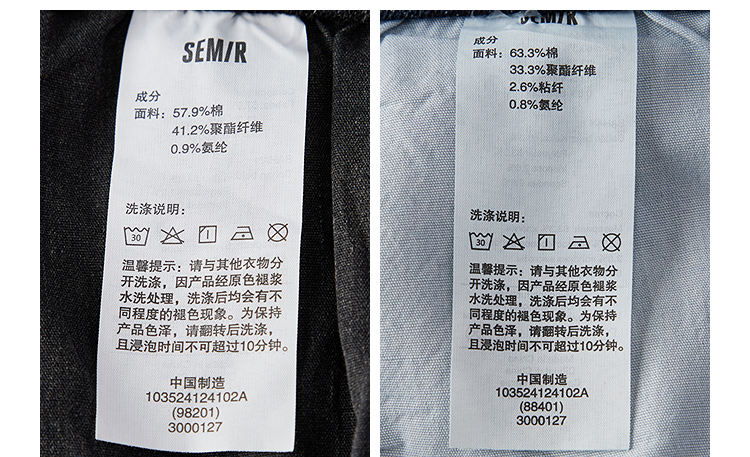 SEMIR
成分
面料：57.9%棉
41.2%聚酯纤维
0.9%氨纶
洗涤说明：
30
温馨提示：请与其他衣物分
开洗涤，因产品经原色褪浆
水洗处理，洗涤后均会有不
同程度的褪色现象。为保持
产品色泽，请翻转后洗涤，
且浸泡时间不可超过10分钟。
中国制造
103524124102A
(98201)
3000127
SEMIR
成分
面料：63.3%棉
33.3%聚酯纤维
2.6%粘纤
0.8%氨纶
洗涤说明：
30
温馨提示：请与其他衣物分
开洗涤，因产品经原色褪浆
水洗处理，洗涤后均会有不
同程度的褪色现象。为保持
产品色泽，请翻转后洗涤，
且浸泡时间不可超过10分钟。
中国制造
103524124102A
(88401)
3000127